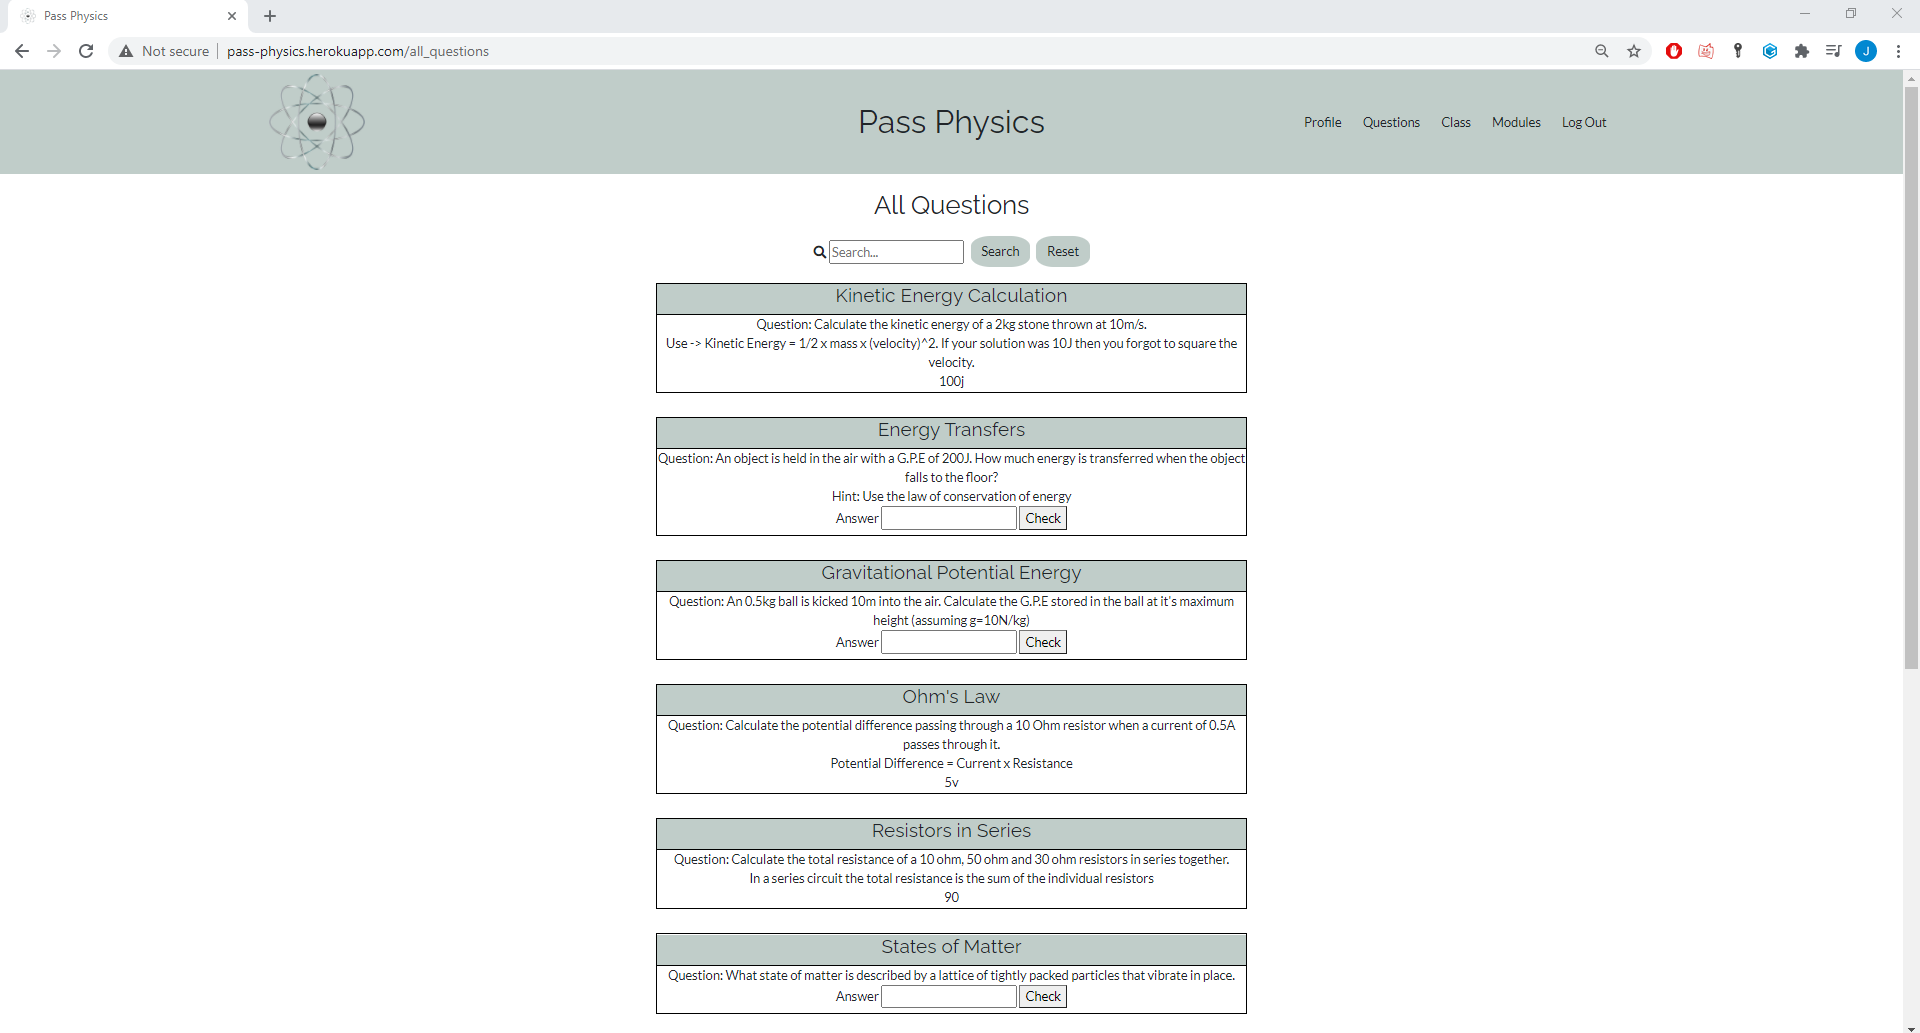 Pass Physics
Not secure
pass-physics.herokuapp.com/all_questions
J
Pass Physics
Profile
Questions
Class
Modules
Log Out
All Questions
Search...
Search
Reset
Kinetic Energy Calculation
Question: Calculate the kinetic energy of a 2kg stone thrown at 10m/s.
Use -> Kinetic Energy = 1/2 x mass x (velocity)^2. If your solution was 10J then you forgot to square the
velocity.
100j
Energy Transfers
Question: An object is held in the air with a G.P.E of 200J. How much energy is transferred when the object
falls to the floor?
Hint: Use the law of conservation of energy
Answer
Check
Gravitational Potential Energy
Question: An 0.5kg ball is kicked 10m into the air. Calculate the G.P.E stored in the ball at it's maximum
height (assuming g=10N/kg)
Answer
Check
Ohm's Law
Question: Calculate the potential difference passing through a 10 Ohm resistor when a current of 0.5A
passes through it.
Potential Difference = Current x Resistance
5v
Resistors in Series
Question: Calculate the total resistance of a 10 ohm, 50 ohm and 30 ohm resistors in series together.
In a series circuit the total resistance is the sum of the individual resistors
90
States of Matter
Question: What state of matter is described by a lattice of tightly packed particles that vibrate in place.
Answer
Check